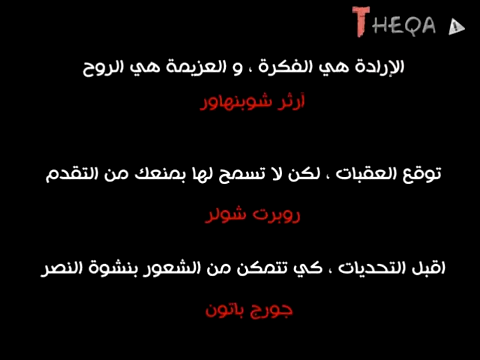 THEQA
الإرادة هي الفكرة ، و العزيمة هي الروح
آرثر شوبنهاور
توقع العقبات ، لكن لا تسمح لها بمنعك من التقدم
روبرت شولر
اقبل التحديات ، كي تتمكن من الشعور بنشوة النصر
جورج باتون